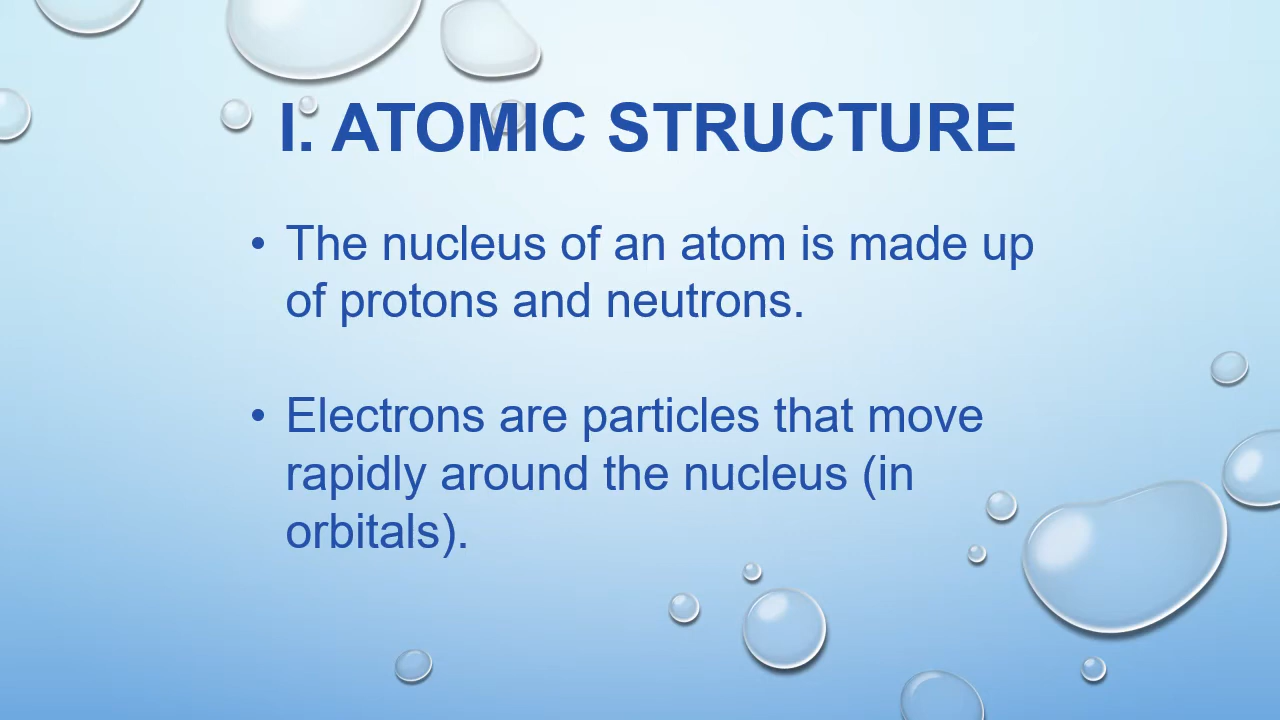 I. ATOMIC STRUCTURE
• The nucleus of an atom is made up
of protons and neutrons.
• Electrons are particles that move
rapidly around the nucleus (in
orbitals).